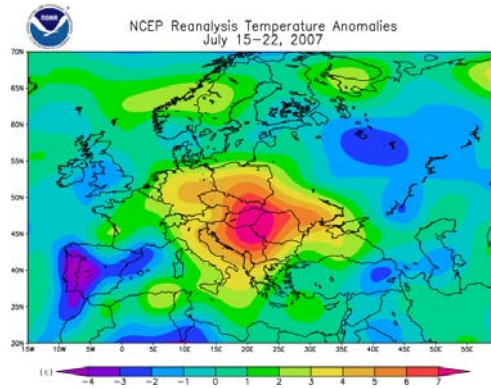 NOAA
NCEP Reanalysis Temperature Anomalies
July 15-22, 2007
70N
65N
60N
55N
50N
45N
40N
35N
30N
15W 10W 5W 0 5E 10E 15E 20E 25E 30E 35E 40E 45E 50E 55E
(c) -4 -3 -2 -1 0 1 2 3 4 5 6 7